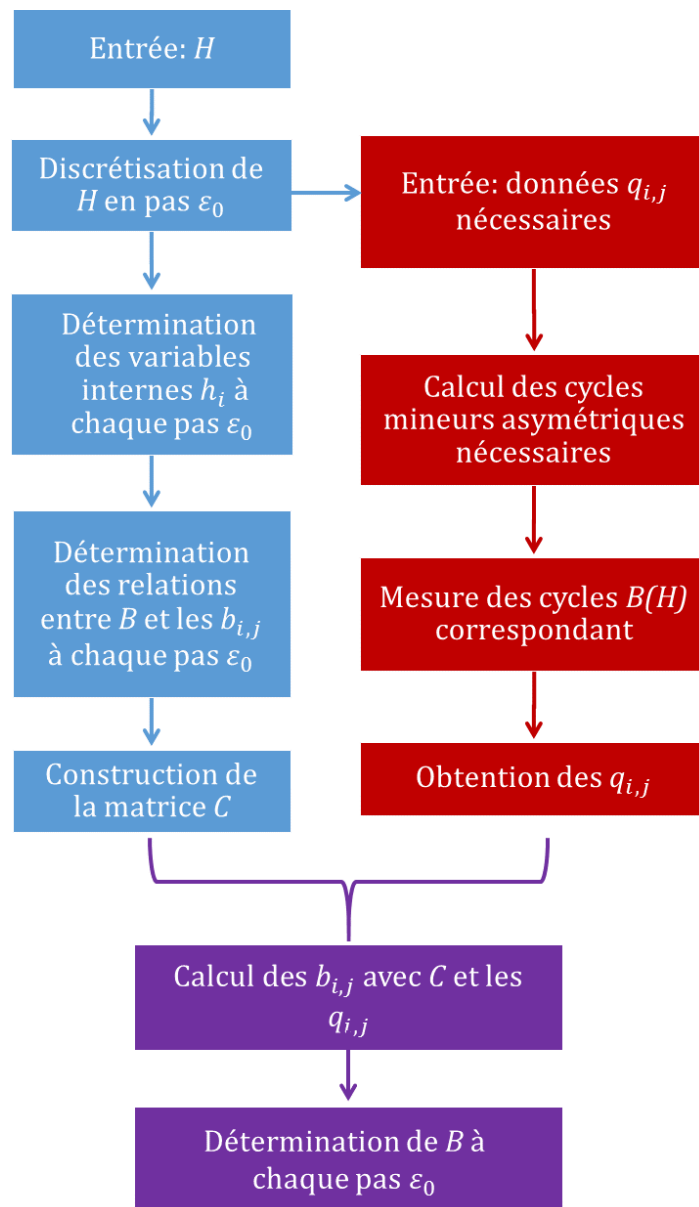 Entrée: H
Discrétisation de
H en pas ε₀
Détermination
des variables
internes hᵢ à
chaque pas ε₀
Détermination
des relations
entre B et les bᵢ,ⱼ
à chaque pas ε₀
Construction de
la matrice C
Entrée: données qᵢ,ⱼ
nécessaires
Calcul des cycles
mineurs asymétriques
nécessaires
Mesure des cycles B(H)
correspondant
Obtention des qᵢ,ⱼ
Calcul des bᵢ,ⱼ avec C et les
qᵢ,ⱼ
Détermination de B à
chaque pas ε₀